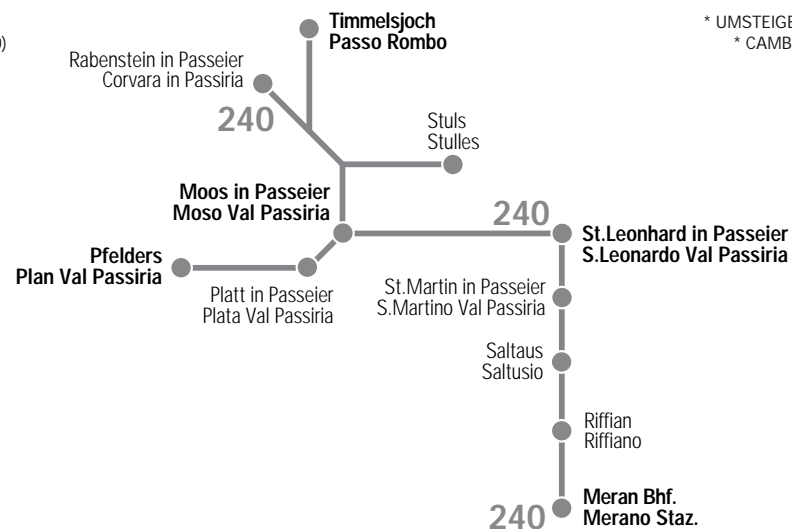 Timmelsjoch
Passo Rombo
Rabenstein in Passeier
Corvara in Passiria
240
Stuls
Stulles
Moos in Passeier
Moso Val Passiria
240
St.Leonhard in Passeier
S.Leonardo Val Passiria
Pfelders
Plan Val Passiria
Platt in Passeier
Plata Val Passiria
St.Martin in Passeier
S.Martino Val Passiria
Saltaus
Saltusio
Riffian
Riffiano
240
Meran Bhf.
Merano Staz.